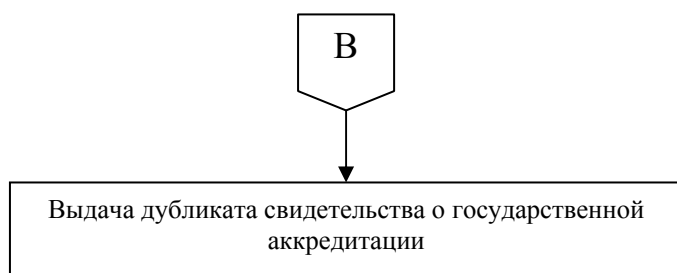 В
Выдача дубликата свидетельства о государственной
аккредитации